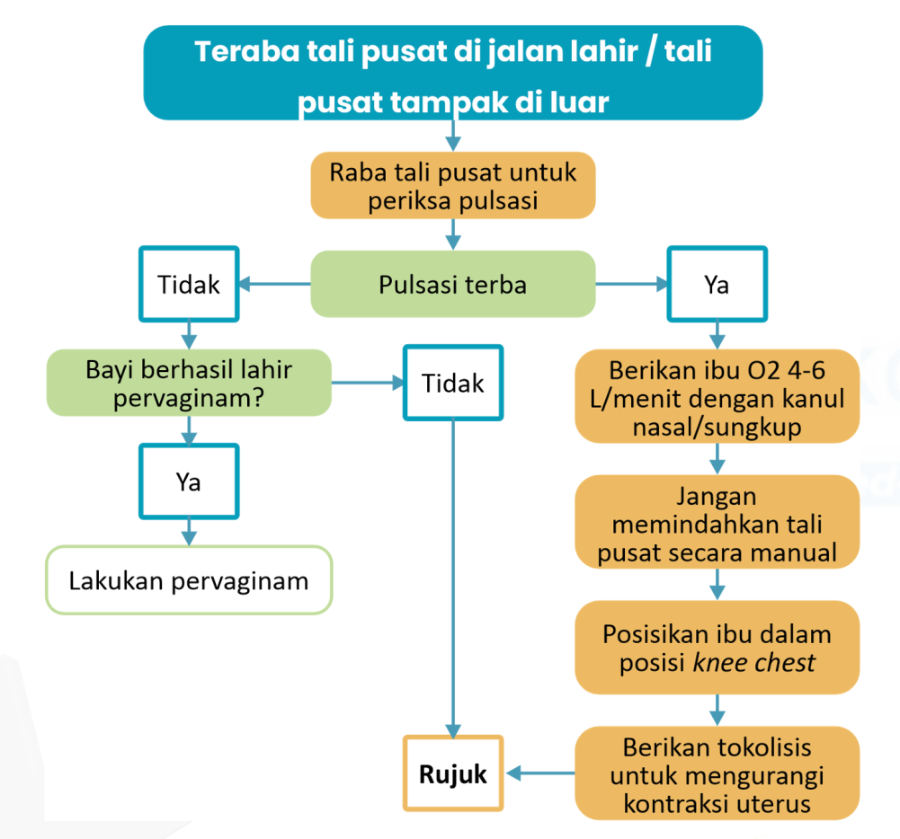 Teraba tali pusat di jalan lahir / tali
pusat tampak di luar
Raba tali pusat untuk
periksa pulsasi
Tidak
Pulsasi terba
Ya
Bayi berhasil lahir
pervaginam?
Tidak
Berikan ibu O2 4-6
L/menit dengan kanul
nasal/sungkup
Ya
Jangan
memindahkan tali
pusat secara manual
Lakukan pervaginam
Posisikan ibu dalam
posisi knee chest
Rujuk
Berikan tokolisis
untuk mengurangi
kontraksi uterus